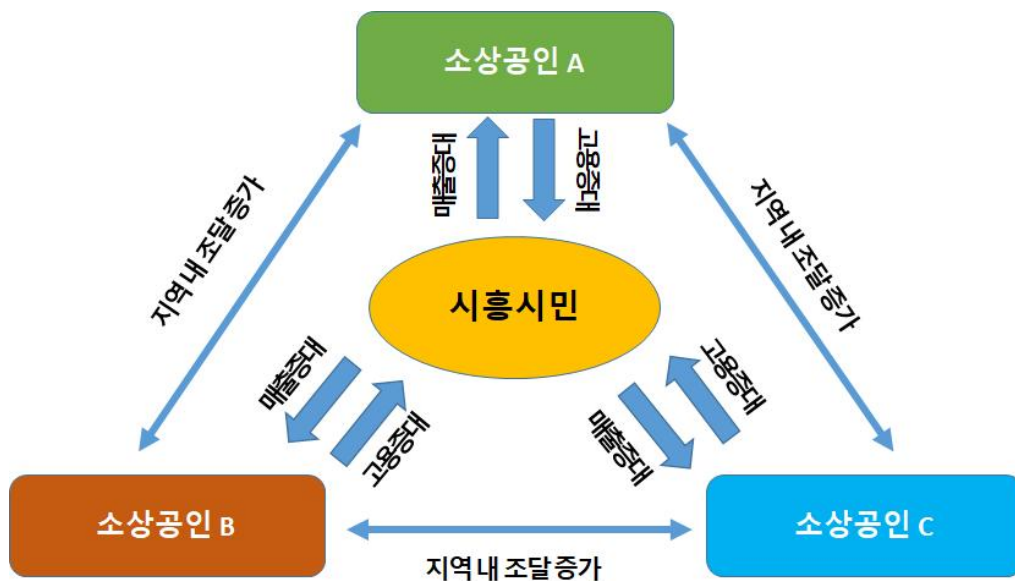 소상공인 A
매출증대
고용증대
지역 내 조달 증가
지역 내 조달 증가
시흥시민
매출증대
고용증대
고용증대
매출증대
소상공인 B
소상공인 C
지역 내 조달 증가